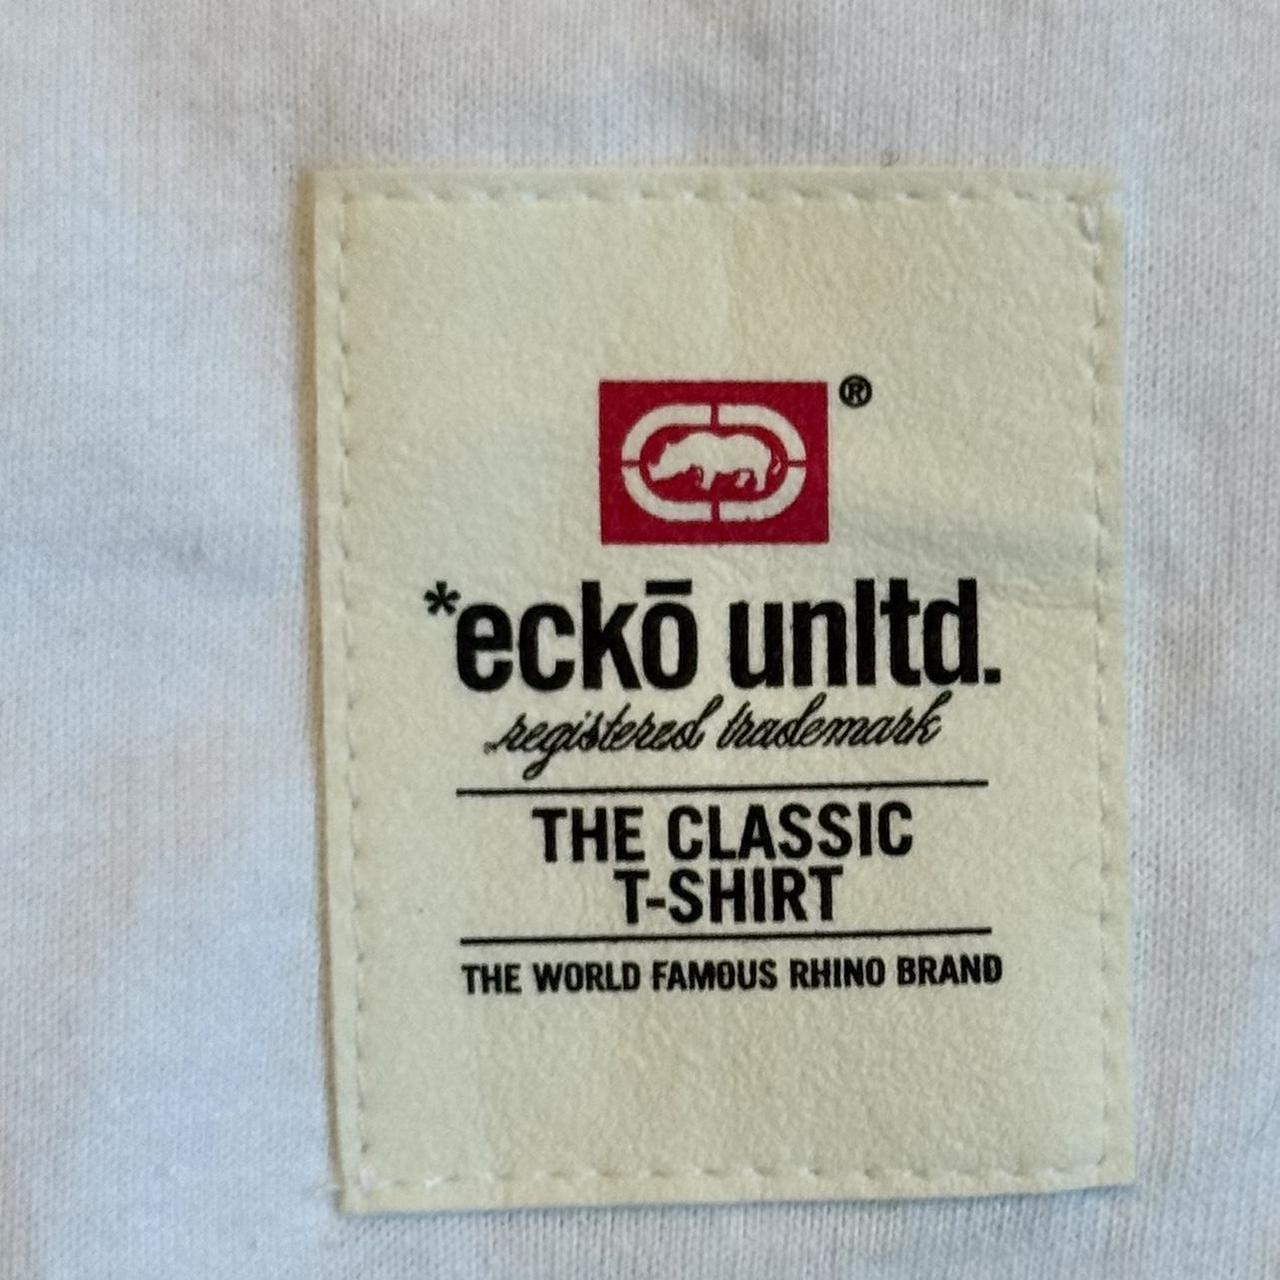 ®
*eckō unltd.
registered trademark
THE CLASSIC
T-SHIRT
THE WORLD FAMOUS RHINO BRAND